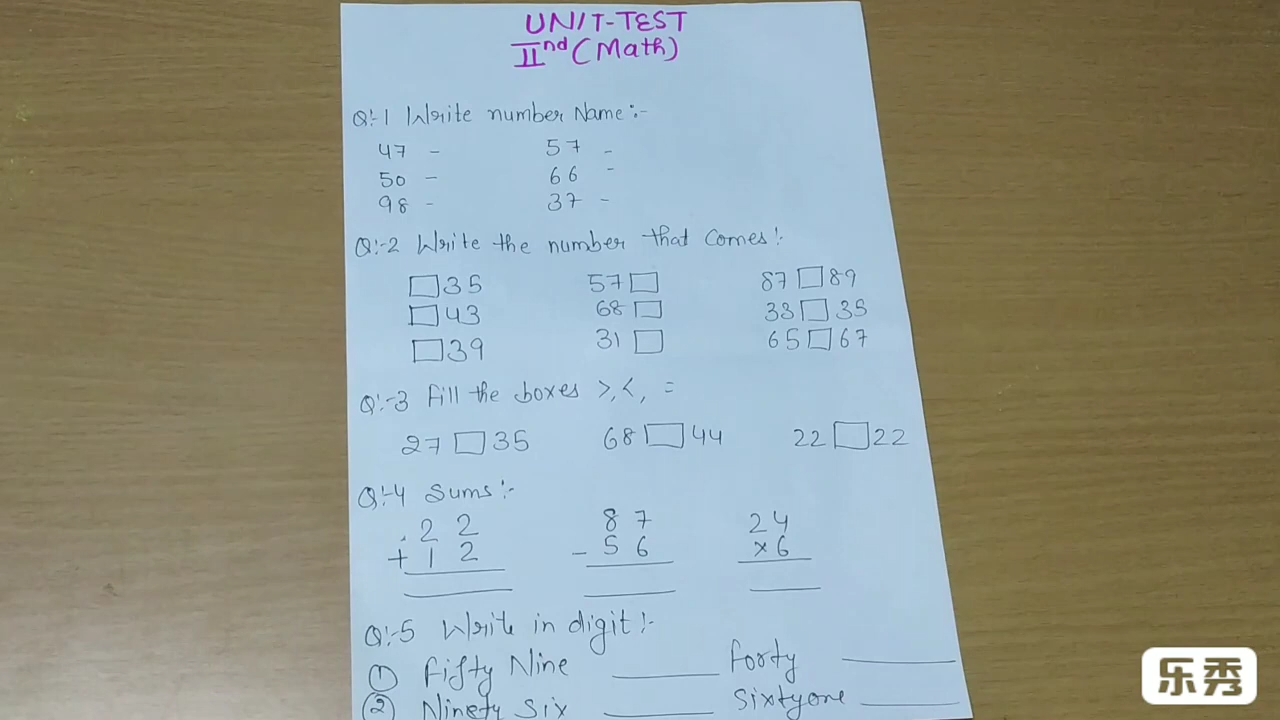 UNIT-TEST
IInd (Math)
Q:-1 Write number Name:-
47 - 57 -
50 - 66 -
98 - 37 -
Q:-2 Write the number that comes:
□35 57□ 87□89
□43 68□ 33□35
□39 31□ 65□67
Q:-3 Fill the boxes >,<, =
27□35 68□44 22□22
Q:-4 Sums:-
22 87 24
+12 -56 ×6
Q:-5 Write in digit:-
① Fifty Nine ______ Forty ______
② Ninety Six ______ Sixtyone ______
乐秀